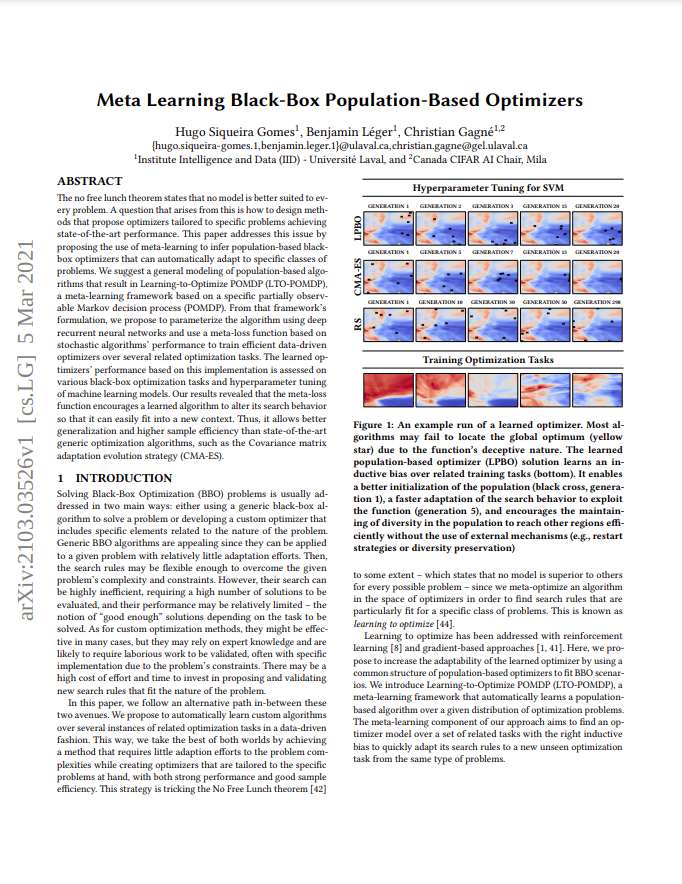 Meta Learning Black-Box Population-Based Optimizers
Hugo Siqueira Gomes1, Benjamin Léger1, Christian Gagné1,2
{hugo.siqueira-gomes.1,benjamin.leger.1}@ulaval.ca,christian.gagne@gel.ulaval.ca
1Institute Intelligence and Data (IID) - Université Laval, and 2Canada CIFAR AI Chair, Mila
arXiv:2103.03526v1 [cs.LG] 5 Mar 2021
ABSTRACT
The no free lunch theorem states that no model is better suited to ev-
ery problem. A question that arises from this is how to design meth-
ods that propose optimizers tailored to specific problems achieving
state-of-the-art performance. This paper addresses this issue by
proposing the use of meta-learning to infer population-based black-
box optimizers that can automatically adapt to specific classes of
problems. We suggest a general modeling of population-based algo-
rithms that result in Learning-to-Optimize POMDP (LTO-POMDP),
a meta-learning framework based on a specific partially observ-
able Markov decision process (POMDP). From that framework's
formulation, we propose to parameterize the algorithm using deep
recurrent neural networks and use a meta-loss function based on
stochastic algorithms' performance to train efficient data-driven
optimizers over several related optimization tasks. The learned op-
timizers' performance based on this implementation is assessed on
various black-box optimization tasks and hyperparameter tuning
of machine learning models. Our results revealed that the meta-loss
function encourages a learned algorithm to alter its search behavior
so that it can easily fit into a new context. Thus, it allows better
generalization and higher sample efficiency than state-of-the-art
generic optimization algorithms, such as the Covariance matrix
adaptation evolution strategy (CMA-ES).
1 INTRODUCTION
Solving Black-Box Optimization (BBO) problems is usually ad-
dressed in two main ways: either using a generic black-box al-
gorithm to solve a problem or developing a custom optimizer that
includes specific elements related to the nature of the problem.
Generic BBO algorithms are appealing since they can be applied
to a given problem with relatively little adaptation efforts. Then,
the search rules may be flexible enough to overcome the given
problem's complexity and constraints. However, their search can
be highly inefficient, requiring a high number of solutions to be
evaluated, and their performance may be relatively limited – the
notion of "good enough" solutions depending on the task to be
solved. As for custom optimization methods, they might be effec-
tive in many cases, but they may rely on expert knowledge and are
likely to require laborious work to be validated, often with specific
implementation due to the problem's constraints. There may be a
high cost of effort and time to invest in proposing and validating
new search rules that fit the nature of the problem.
In this paper, we follow an alternative path in-between these
two avenues. We propose to automatically learn custom algorithms
over several instances of related optimization tasks in a data-driven
fashion. This way, we take the best of both worlds by achieving
a method that requires little adaption efforts to the problem com-
plexities while creating optimizers that are tailored to the specific
problems at hand, with both strong performance and good sample
efficiency. This strategy is tricking the No Free Lunch theorem [42]
Hyperparameter Tuning for SVM
LPBO
GENERATION 1 GENERATION 2 GENERATION 3 GENERATION 15 GENERATION 20
CMA-ES
GENERATION 1 GENERATION 5 GENERATION 7 GENERATION 15 GENERATION 20
RS
GENERATION 1 GENERATION 10 GENERATION 30 GENERATION 50 GENERATION 298
Training Optimization Tasks
Figure 1: An example run of a learned optimizer. Most al-
gorithms may fail to locate the global optimum (yellow
star) due to the function's deceptive nature. The learned
population-based optimizer (LPBO) solution learns an in-
ductive bias over related training tasks (bottom). It enables
a better initialization of the population (black cross, genera-
tion 1), a faster adaptation of the search behavior to exploit
the function (generation 5), and encourages the maintain-
ing of diversity in the population to reach other regions effi-
ciently without the use of external mechanisms (e.g., restart
strategies or diversity preservation)
to some extent – which states that no model is superior to others
for every possible problem – since we meta-optimize an algorithm
in the space of optimizers in order to find search rules that are
particularly fit for a specific class of problems. This is known as
learning to optimize [44].
Learning to optimize has been addressed with reinforcement
learning [8] and gradient-based approaches [1, 41]. Here, we pro-
pose to increase the adaptability of the learned optimizer by using a
common structure of population-based optimizers to fit BBO scenar-
ios. We introduce Learning-to-Optimize POMDP (LTO-POMDP), a
meta-learning framework that automatically learns a population-
based algorithm over a given distribution of optimization problems.
The meta-learning component of our approach aims to find an op-
timizer model over a set of related tasks with the right inductive
bias to quickly adapt its search rules to a new unseen optimization
task from the same type of problems.